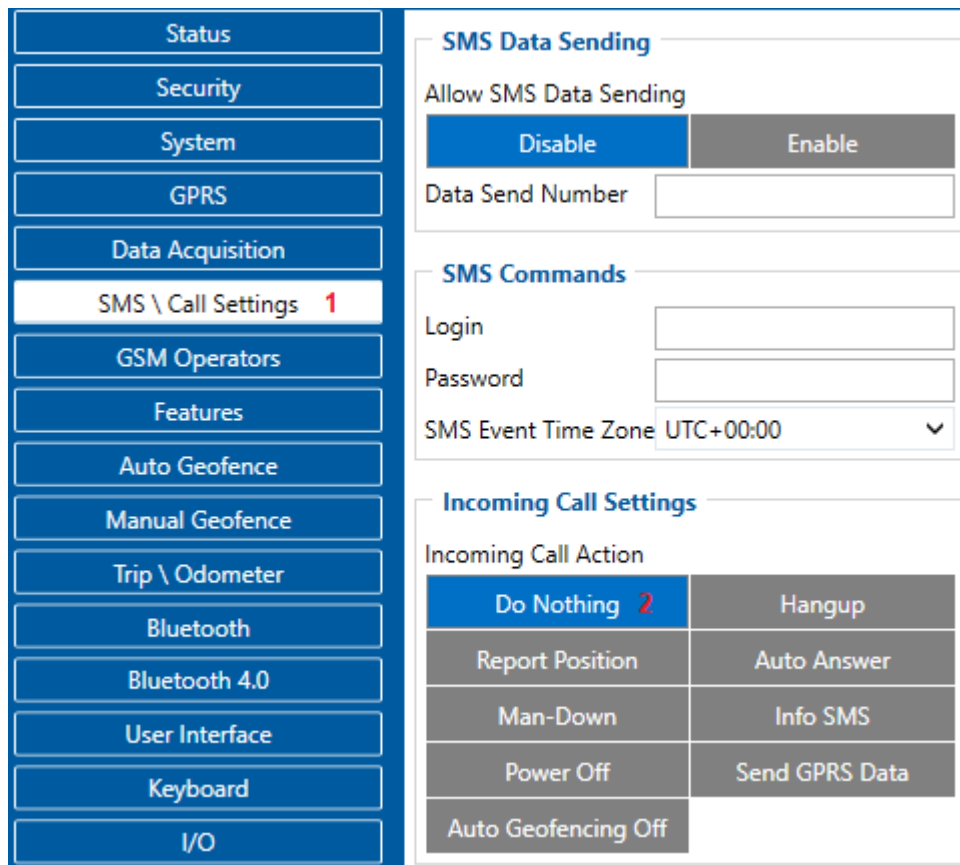 Status
Security
System
GPRS
Data Acquisition
SMS \ Call Settings 1
GSM Operators
Features
Auto Geofence
Manual Geofence
Trip \ Odometer
Bluetooth
Bluetooth 4.0
User Interface
Keyboard
I/O
SMS Data Sending
Allow SMS Data Sending
Disable Enable
Data Send Number
SMS Commands
Login
Password
SMS Event Time Zone UTC+00:00
Incoming Call Settings
Incoming Call Action
Do Nothing 2 Hangup
Report Position Auto Answer
Man-Down Info SMS
Power Off Send GPRS Data
Auto Geofencing Off